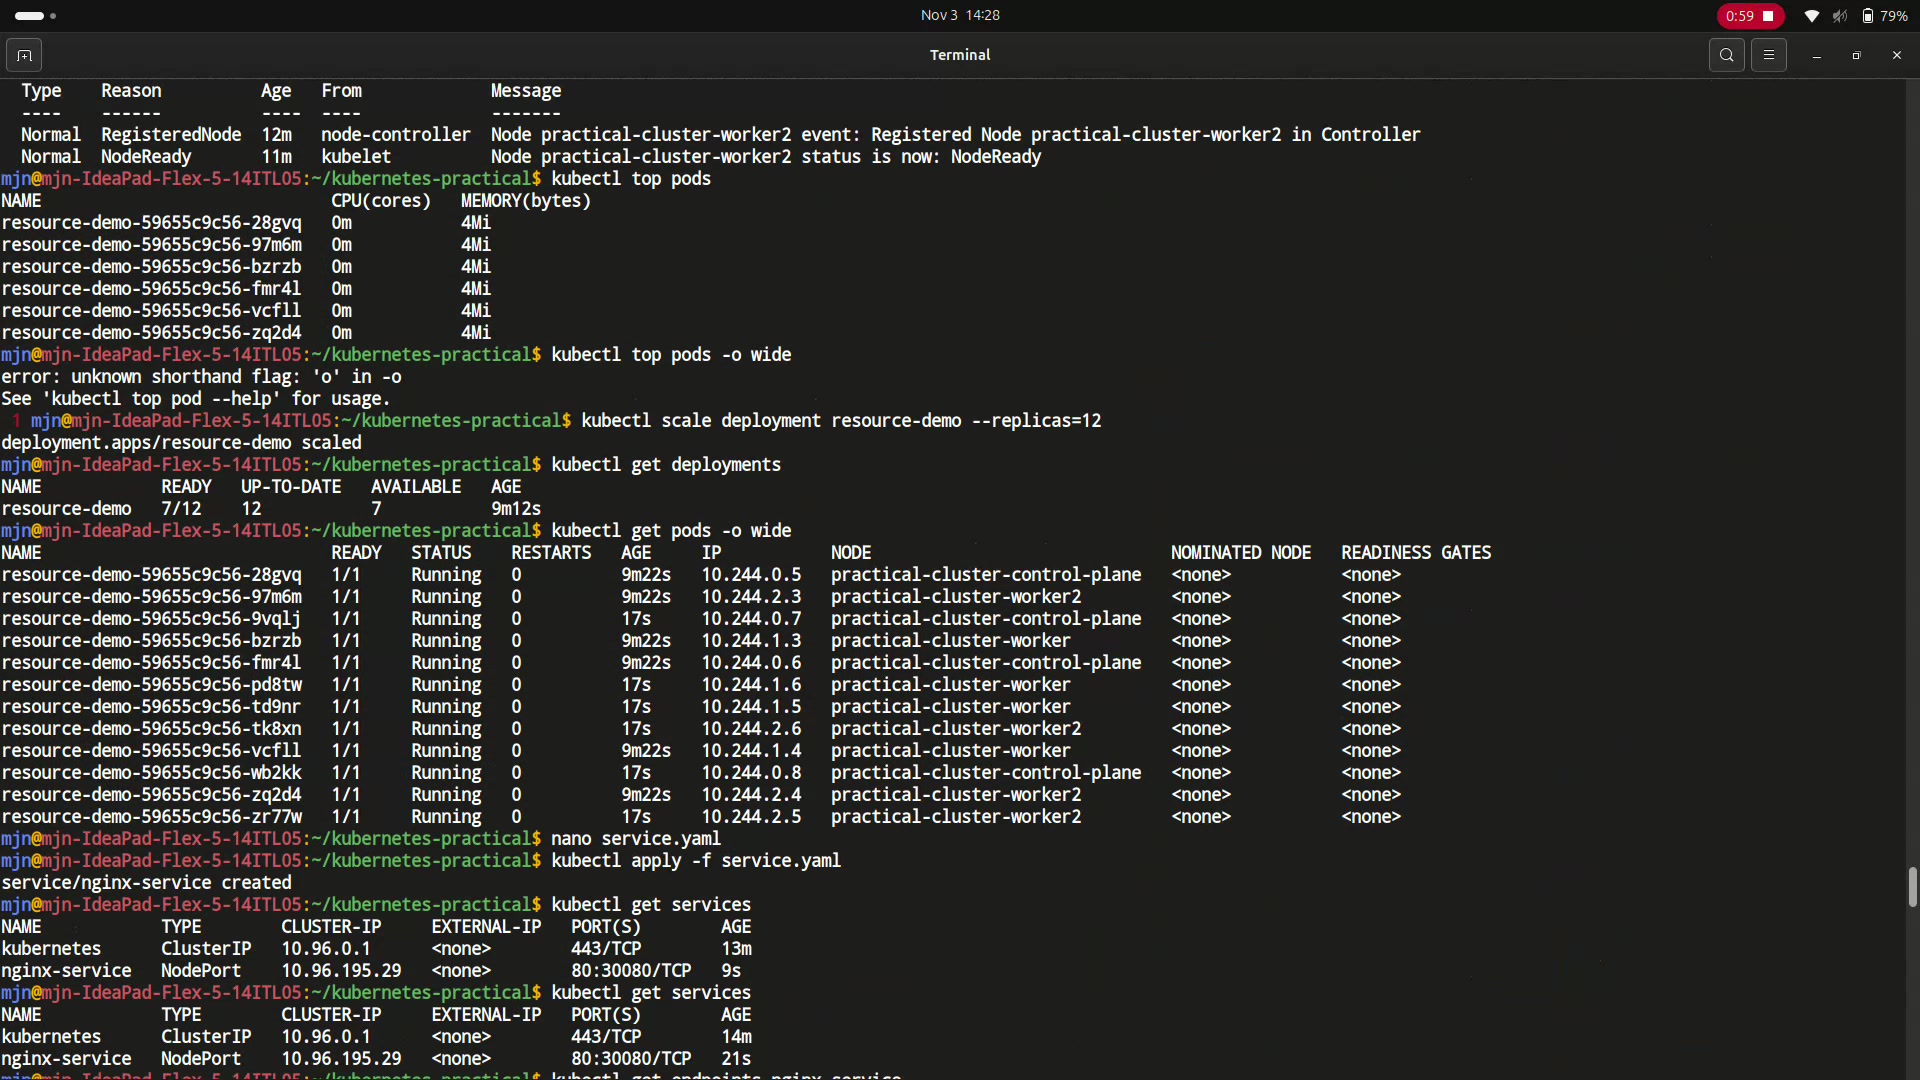 Nov 3 14:28
0:59
79%
Terminal
Type Reason Age From Message
---- ------ ---- ---- -------
Normal RegisteredNode 12m node-controller Node practical-cluster-worker2 event: Registered Node practical-cluster-worker2 in Controller
Normal NodeReady 11m kubelet Node practical-cluster-worker2 status is now: NodeReady
mjn@mjn-IdeaPad-Flex-5-14ITL05:~/kubernetes-practical$ kubectl top pods
NAME CPU(cores) MEMORY(bytes)
resource-demo-59655c9c56-28gvq 0m 4Mi
resource-demo-59655c9c56-97m6m 0m 4Mi
resource-demo-59655c9c56-bzrzb 0m 4Mi
resource-demo-59655c9c56-fmr4l 0m 4Mi
resource-demo-59655c9c56-vcfll 0m 4Mi
resource-demo-59655c9c56-zq2d4 0m 4Mi
mjn@mjn-IdeaPad-Flex-5-14ITL05:~/kubernetes-practical$ kubectl top pods -o wide
error: unknown shorthand flag: 'o' in -o
See 'kubectl top pod --help' for usage.
1 mjn@mjn-IdeaPad-Flex-5-14ITL05:~/kubernetes-practical$ kubectl scale deployment resource-demo --replicas=12
deployment.apps/resource-demo scaled
mjn@mjn-IdeaPad-Flex-5-14ITL05:~/kubernetes-practical$ kubectl get deployments
NAME READY UP-TO-DATE AVAILABLE AGE
resource-demo 7/12 12 7 9m12s
mjn@mjn-IdeaPad-Flex-5-14ITL05:~/kubernetes-practical$ kubectl get pods -o wide
NAME READY STATUS RESTARTS AGE IP NODE NOMINATED NODE READINESS GATES
resource-demo-59655c9c56-28gvq 1/1 Running 0 9m22s 10.244.0.5 practical-cluster-control-plane <none> <none>
resource-demo-59655c9c56-97m6m 1/1 Running 0 9m22s 10.244.2.3 practical-cluster-worker2 <none> <none>
resource-demo-59655c9c56-9vqlj 1/1 Running 0 17s 10.244.0.7 practical-cluster-control-plane <none> <none>
resource-demo-59655c9c56-bzrzb 1/1 Running 0 9m22s 10.244.1.3 practical-cluster-worker <none> <none>
resource-demo-59655c9c56-fmr4l 1/1 Running 0 9m22s 10.244.0.6 practical-cluster-control-plane <none> <none>
resource-demo-59655c9c56-pd8tw 1/1 Running 0 17s 10.244.1.6 practical-cluster-worker <none> <none>
resource-demo-59655c9c56-td9nr 1/1 Running 0 17s 10.244.1.5 practical-cluster-worker <none> <none>
resource-demo-59655c9c56-tk8xn 1/1 Running 0 17s 10.244.2.6 practical-cluster-worker2 <none> <none>
resource-demo-59655c9c56-vcfll 1/1 Running 0 9m22s 10.244.1.4 practical-cluster-worker <none> <none>
resource-demo-59655c9c56-wb2kk 1/1 Running 0 17s 10.244.0.8 practical-cluster-control-plane <none> <none>
resource-demo-59655c9c56-zq2d4 1/1 Running 0 9m22s 10.244.2.4 practical-cluster-worker2 <none> <none>
resource-demo-59655c9c56-zr77w 1/1 Running 0 17s 10.244.2.5 practical-cluster-worker2 <none> <none>
mjn@mjn-IdeaPad-Flex-5-14ITL05:~/kubernetes-practical$ nano service.yaml
mjn@mjn-IdeaPad-Flex-5-14ITL05:~/kubernetes-practical$ kubectl apply -f service.yaml
service/nginx-service created
mjn@mjn-IdeaPad-Flex-5-14ITL05:~/kubernetes-practical$ kubectl get services
NAME TYPE CLUSTER-IP EXTERNAL-IP PORT(S) AGE
kubernetes ClusterIP 10.96.0.1 <none> 443/TCP 13m
nginx-service NodePort 10.96.195.29 <none> 80:30080/TCP 9s
mjn@mjn-IdeaPad-Flex-5-14ITL05:~/kubernetes-practical$ kubectl get services
NAME TYPE CLUSTER-IP EXTERNAL-IP PORT(S) AGE
kubernetes ClusterIP 10.96.0.1 <none> 443/TCP 14m
nginx-service NodePort 10.96.195.29 <none> 80:30080/TCP 21s
mjn@mjn-IdeaPad-Flex-5-14ITL05:~/kubernetes-practical$ kubectl get endpoints nginx-service